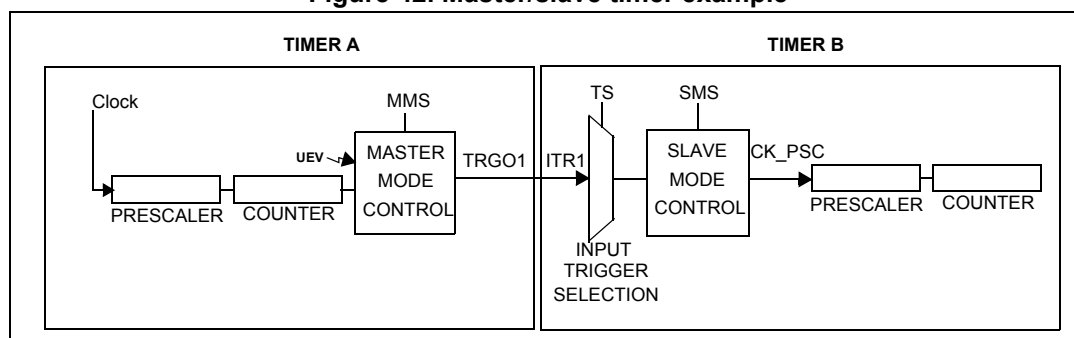 Figure 42. Master/slave timer example
TIMER A
TIMER B
Clock
MMS
TS
SMS
UEV
MASTER
MODE
CONTROL
TRGO1
ITR1
SLAVE
MODE
CONTROL
CK_PSC
PRESCALER
COUNTER
PRESCALER
COUNTER
INPUT
TRIGGER
SELECTION